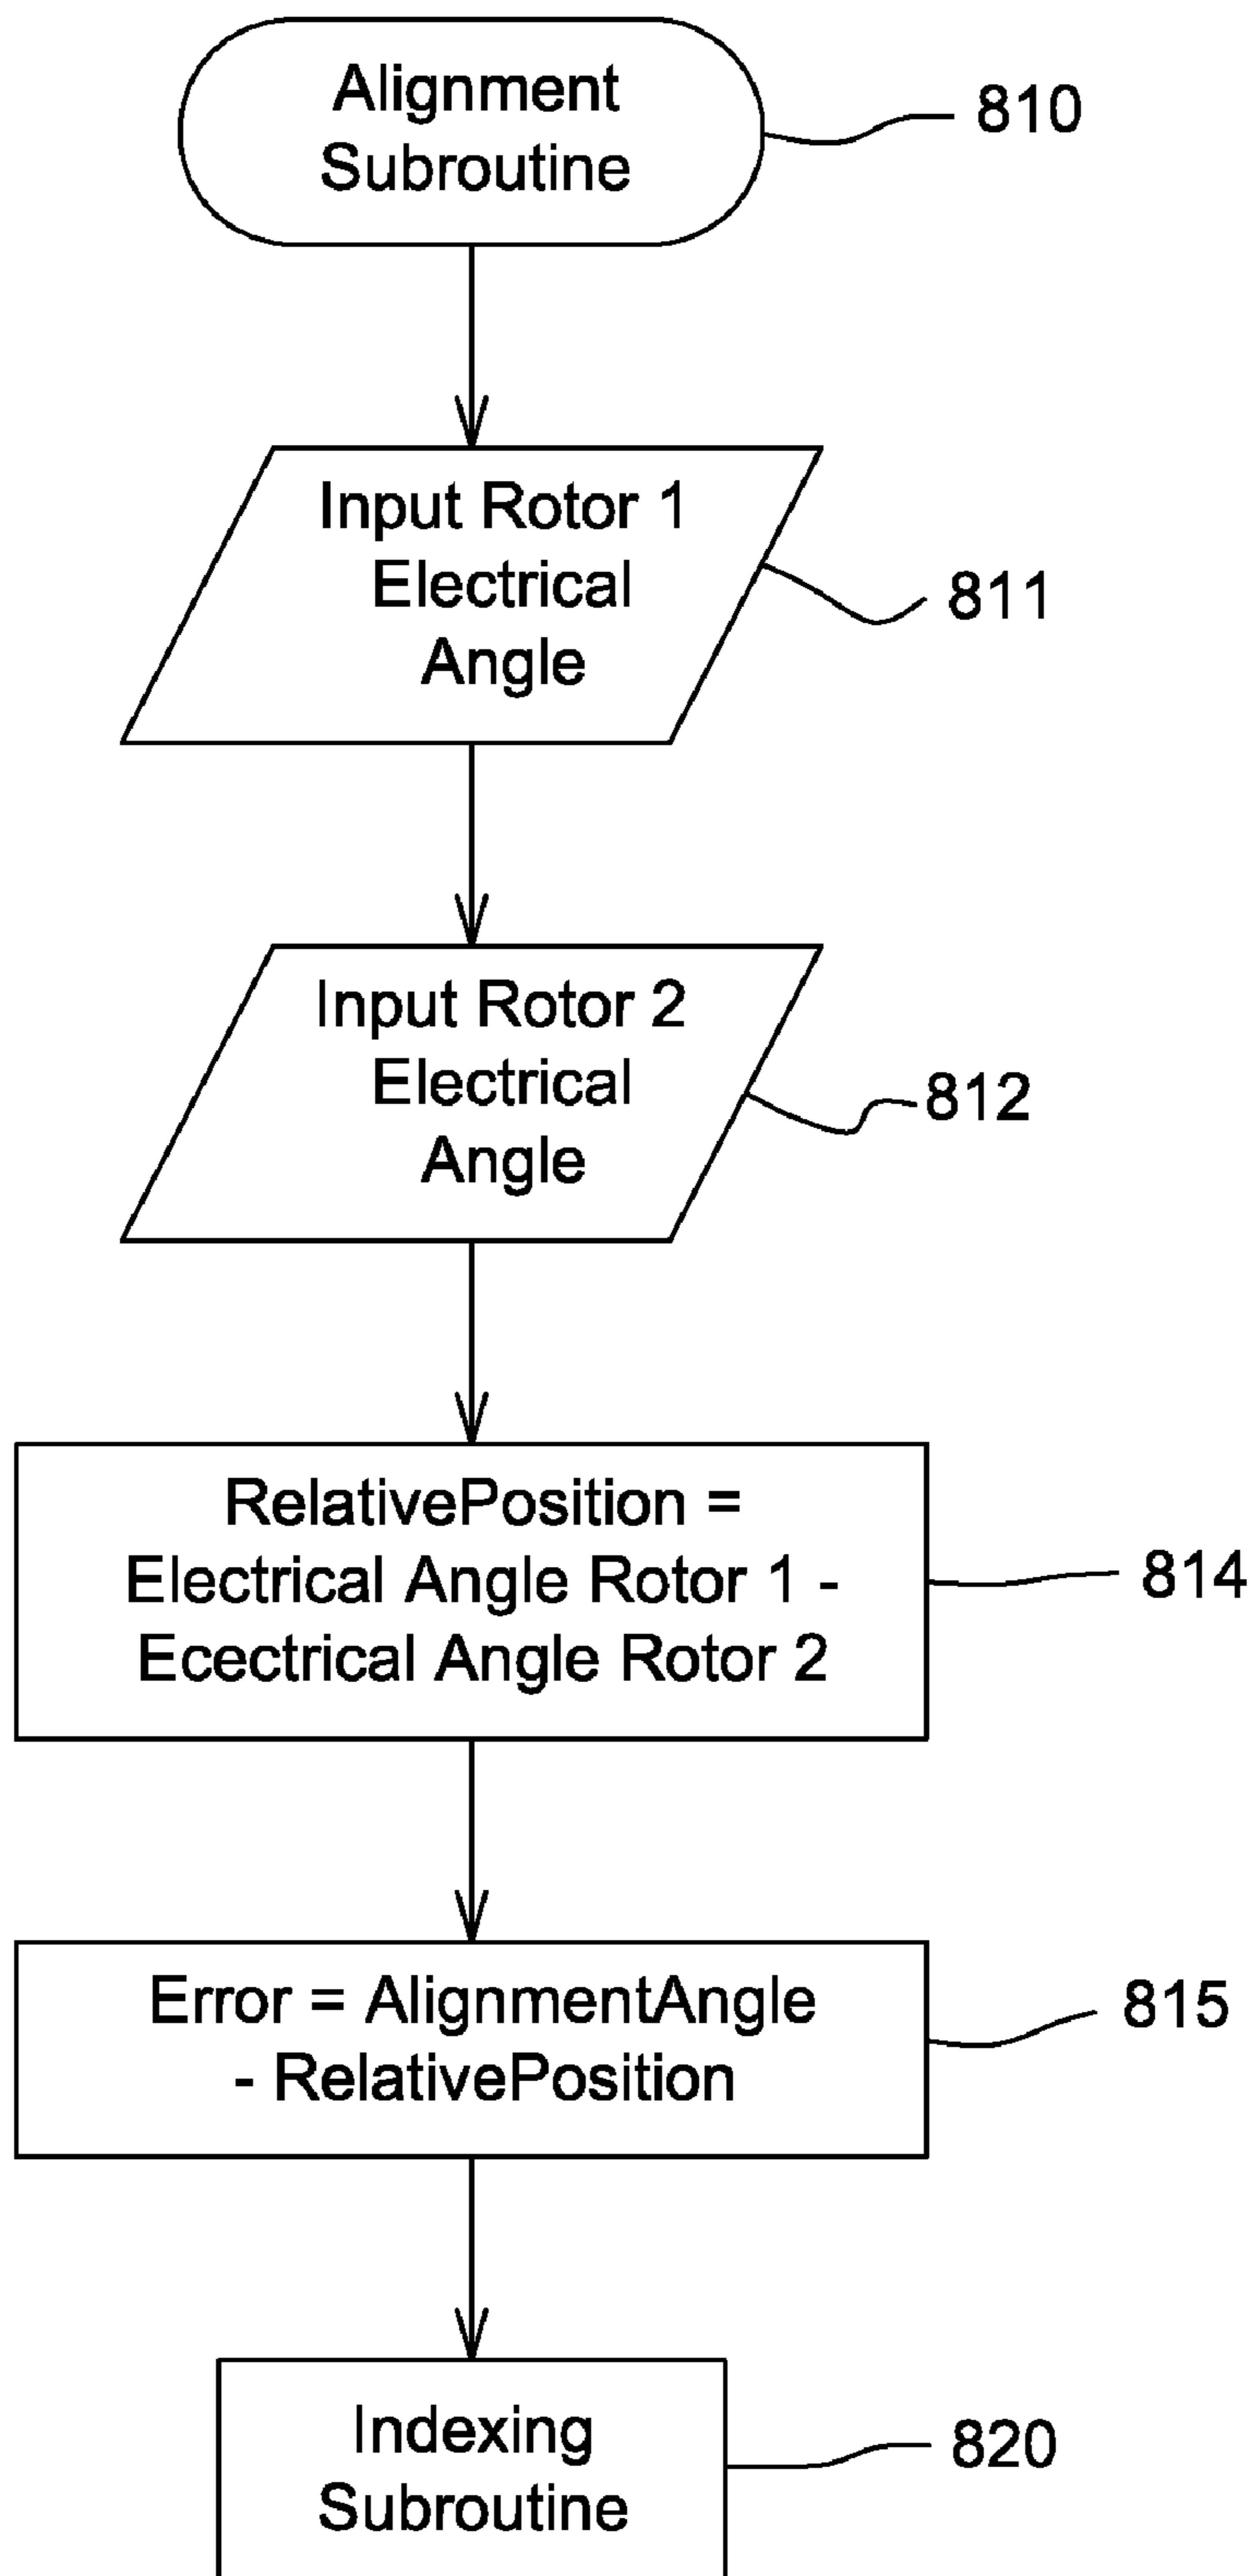 Alignment
Subroutine
810
Input Rotor 1
Electrical
Angle
811
Input Rotor 2
Electrical
Angle
812
RelativePosition =
Electrical Angle Rotor 1 -
Ecectrical Angle Rotor 2
814
Error = AlignmentAngle
- RelativePosition
815
Indexing
Subroutine
820